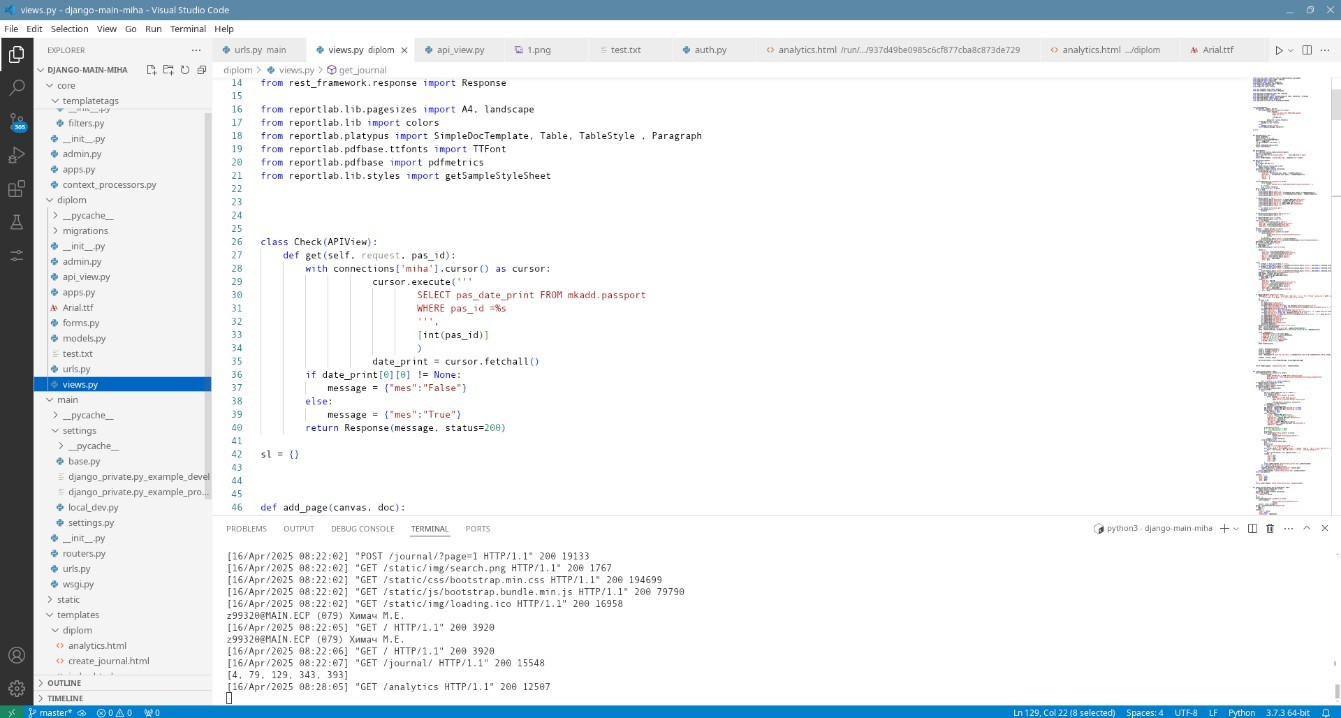 views.py - django-main-miha - Visual Studio Code
File Edit Selection View Go Run Terminal Help
EXPLORER
urls.py main
views.py diplom
api_view.py
1.png
test.txt
auth.py
analytics.html /run/.../937d49be0985c6cf877cba8c873de729
analytics.html .../diplom
Arial.ttf
DJANGO-MAIN-MIHA
diplom > views.py > get_journal
core
templatetags
__init__.py
filters.py
__init__.py
admin.py
apps.py
context_processors.py
diplom
__pycache__
migrations
__init__.py
admin.py
api_view.py
apps.py
Arial.ttf
forms.py
models.py
test.txt
urls.py
views.py
main
__pycache__
settings
__pycache__
base.py
django_private.py_example_devel
django_private.py_example_pro...
local_dev.py
settings.py
__init__.py
routers.py
urls.py
wsgi.py
static
templates
diplom
analytics.html
create_journal.html
OUTLINE
TIMELINE
365
14 from rest_framework.response import Response
15
16 from reportlab.lib.pagesizes import A4, landscape
17 from reportlab.lib import colors
18 from reportlab.platypus import SimpleDocTemplate, Table, TableStyle , Paragraph
19 from reportlab.pdfbase.ttfonts import TTFont
20 from reportlab.pdfbase import pdfmetrics
21 from reportlab.lib.styles import getSampleStyleSheet
22
23
24
25
26 class Check(APIView):
27 def get(self, request, pas_id):
28 with connections['miha'].cursor() as cursor:
29 cursor.execute('''
30 SELECT pas_date_print FROM mkadd.passport
31 WHERE pas_id =%s
32 ''',
33 [int(pas_id)]
34 )
35 date_print = cursor.fetchall()
36 if date_print[0][0] != None:
37 message = {"mes":"False"}
38 else:
39 message = {"mes":"True"}
40 return Response(message, status=200)
41
42 sl = {}
43
44
45
46 def add_page(canvas, doc):
PROBLEMS OUTPUT DEBUG CONSOLE TERMINAL PORTS
python3 - django-main-miha
[16/Apr/2025 08:22:02] "POST /journal/?page=1 HTTP/1.1" 200 19133
[16/Apr/2025 08:22:02] "GET /static/img/search.png HTTP/1.1" 200 1767
[16/Apr/2025 08:22:02] "GET /static/css/bootstrap.min.css HTTP/1.1" 200 194699
[16/Apr/2025 08:22:02] "GET /static/js/bootstrap.bundle.min.js HTTP/1.1" 200 79790
[16/Apr/2025 08:22:02] "GET /static/img/loading.ico HTTP/1.1" 200 16958
z99320@MAIN.ECP (079) Химач М.Е.
[16/Apr/2025 08:22:05] "GET / HTTP/1.1" 200 3920
z99320@MAIN.ECP (079) Химач М.Е.
[16/Apr/2025 08:22:06] "GET / HTTP/1.1" 200 3920
[16/Apr/2025 08:22:07] "GET /journal/ HTTP/1.1" 200 15548
[4, 79, 129, 343, 393]
[16/Apr/2025 08:28:05] "GET /analytics HTTP/1.1" 200 12507
master* 0 0 0
Ln 129, Col 22 (8 selected) Spaces: 4 UTF-8 LF Python 3.7.3 64-bit